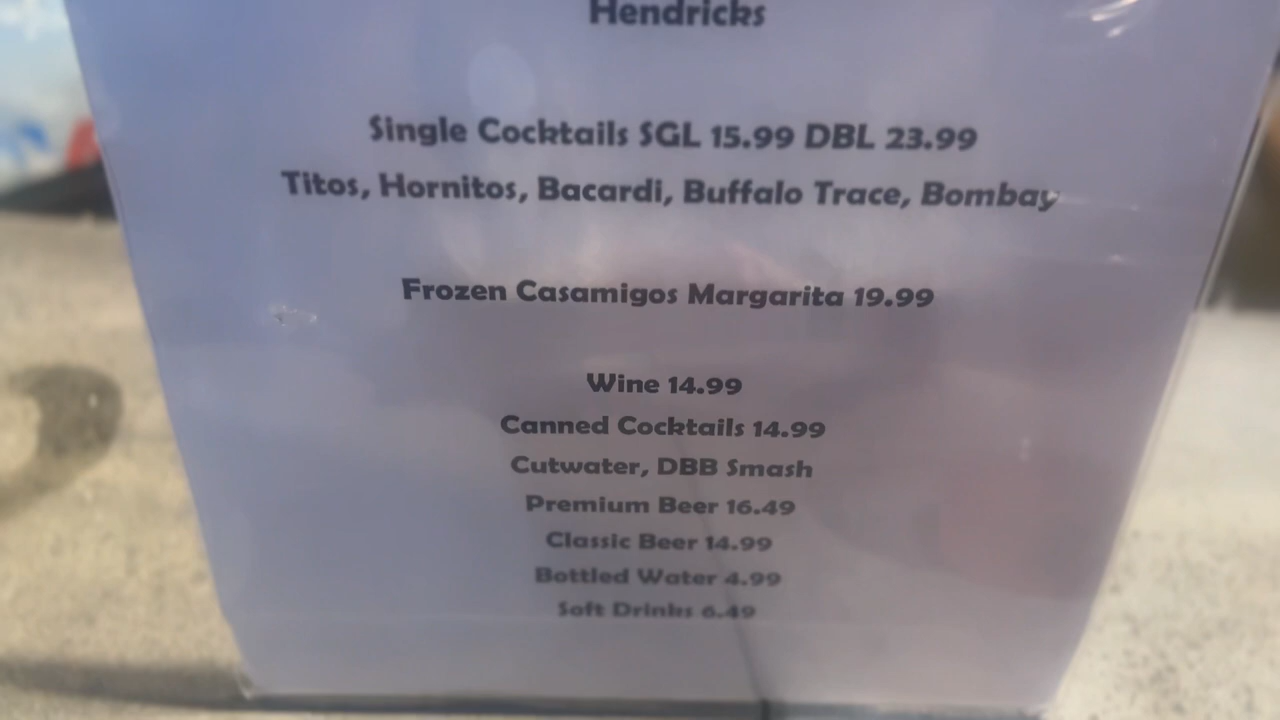 Hendricks
Single Cocktails SGL 15.99 DBL 23.99
Titos, Hornitos, Bacardi, Buffalo Trace, Bombay
Frozen Casamigos Margarita 19.99
Wine 14.99
Canned Cocktails 14.99
Cutwater, DBB Smash
Premium Beer 16.49
Classic Beer 14.99
Bottled Water 4.99
Soft Drinks 6.49